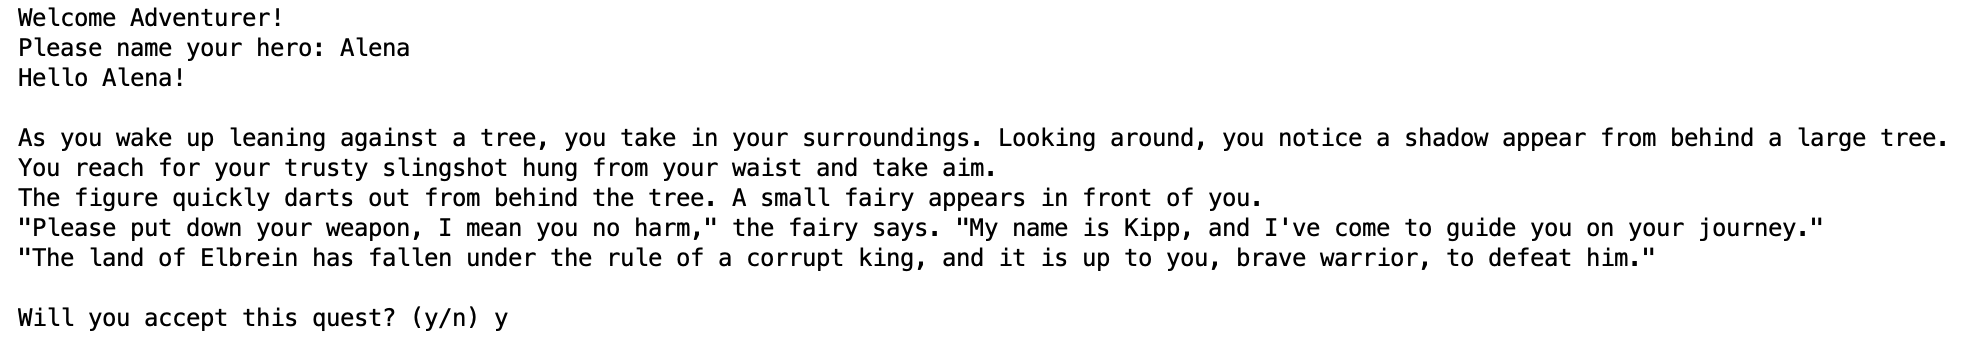 Welcome Adventurer!
Please name your hero: Alena
Hello Alena!
As you wake up leaning against a tree, you take in your surroundings. Looking around, you notice a shadow appear from behind a large tree.
You reach for your trusty slingshot hung from your waist and take aim.
The figure quickly darts out from behind the tree. A small fairy appears in front of you.
"Please put down your weapon, I mean you no harm," the fairy says. "My name is Kipp, and I've come to guide you on your journey."
"The land of Elbrein has fallen under the rule of a corrupt king, and it is up to you, brave warrior, to defeat him."
Will you accept this quest? (y/n) y